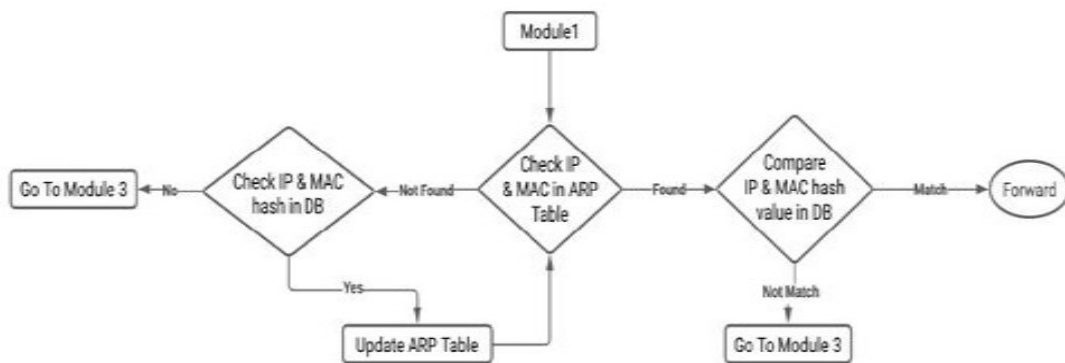 Module1
Check IP
& MAC in ARP
Table
Not Found
Found
Check IP & MAC
hash in DB
No
Go To Module 3
Yes
Update ARP Table
Compare
IP & MAC hash
value in DB
Match
Forward
Not Match
Go To Module 3